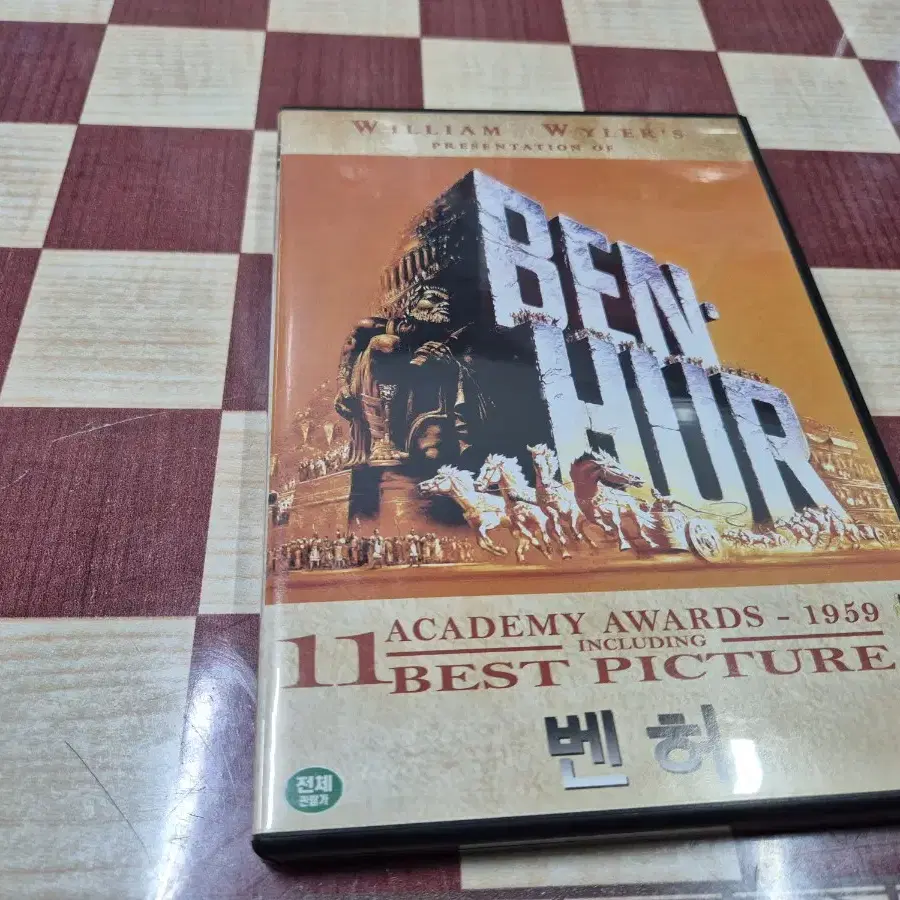 WILLIAM WYLER'S
PRESENTATION OF
BEN-
HUR
11 ACADEMY AWARDS - 1959
INCLUDING
BEST PICTURE
벤허
전체
관람가